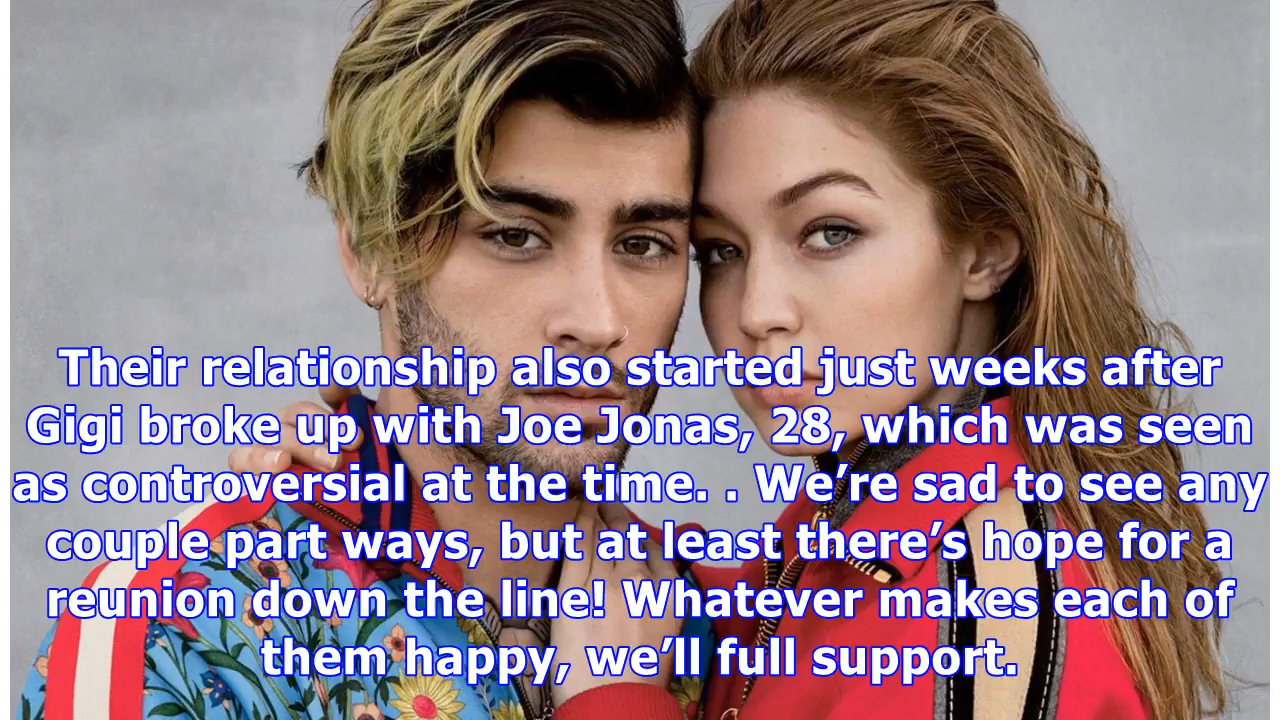 Their relationship also started just weeks after
Gigi broke up with Joe Jonas, 28, which was seen
as controversial at the time. . We’re sad to see any
couple part ways, but at least there’s hope for a
reunion down the line! Whatever makes each of
them happy, we’ll full support.